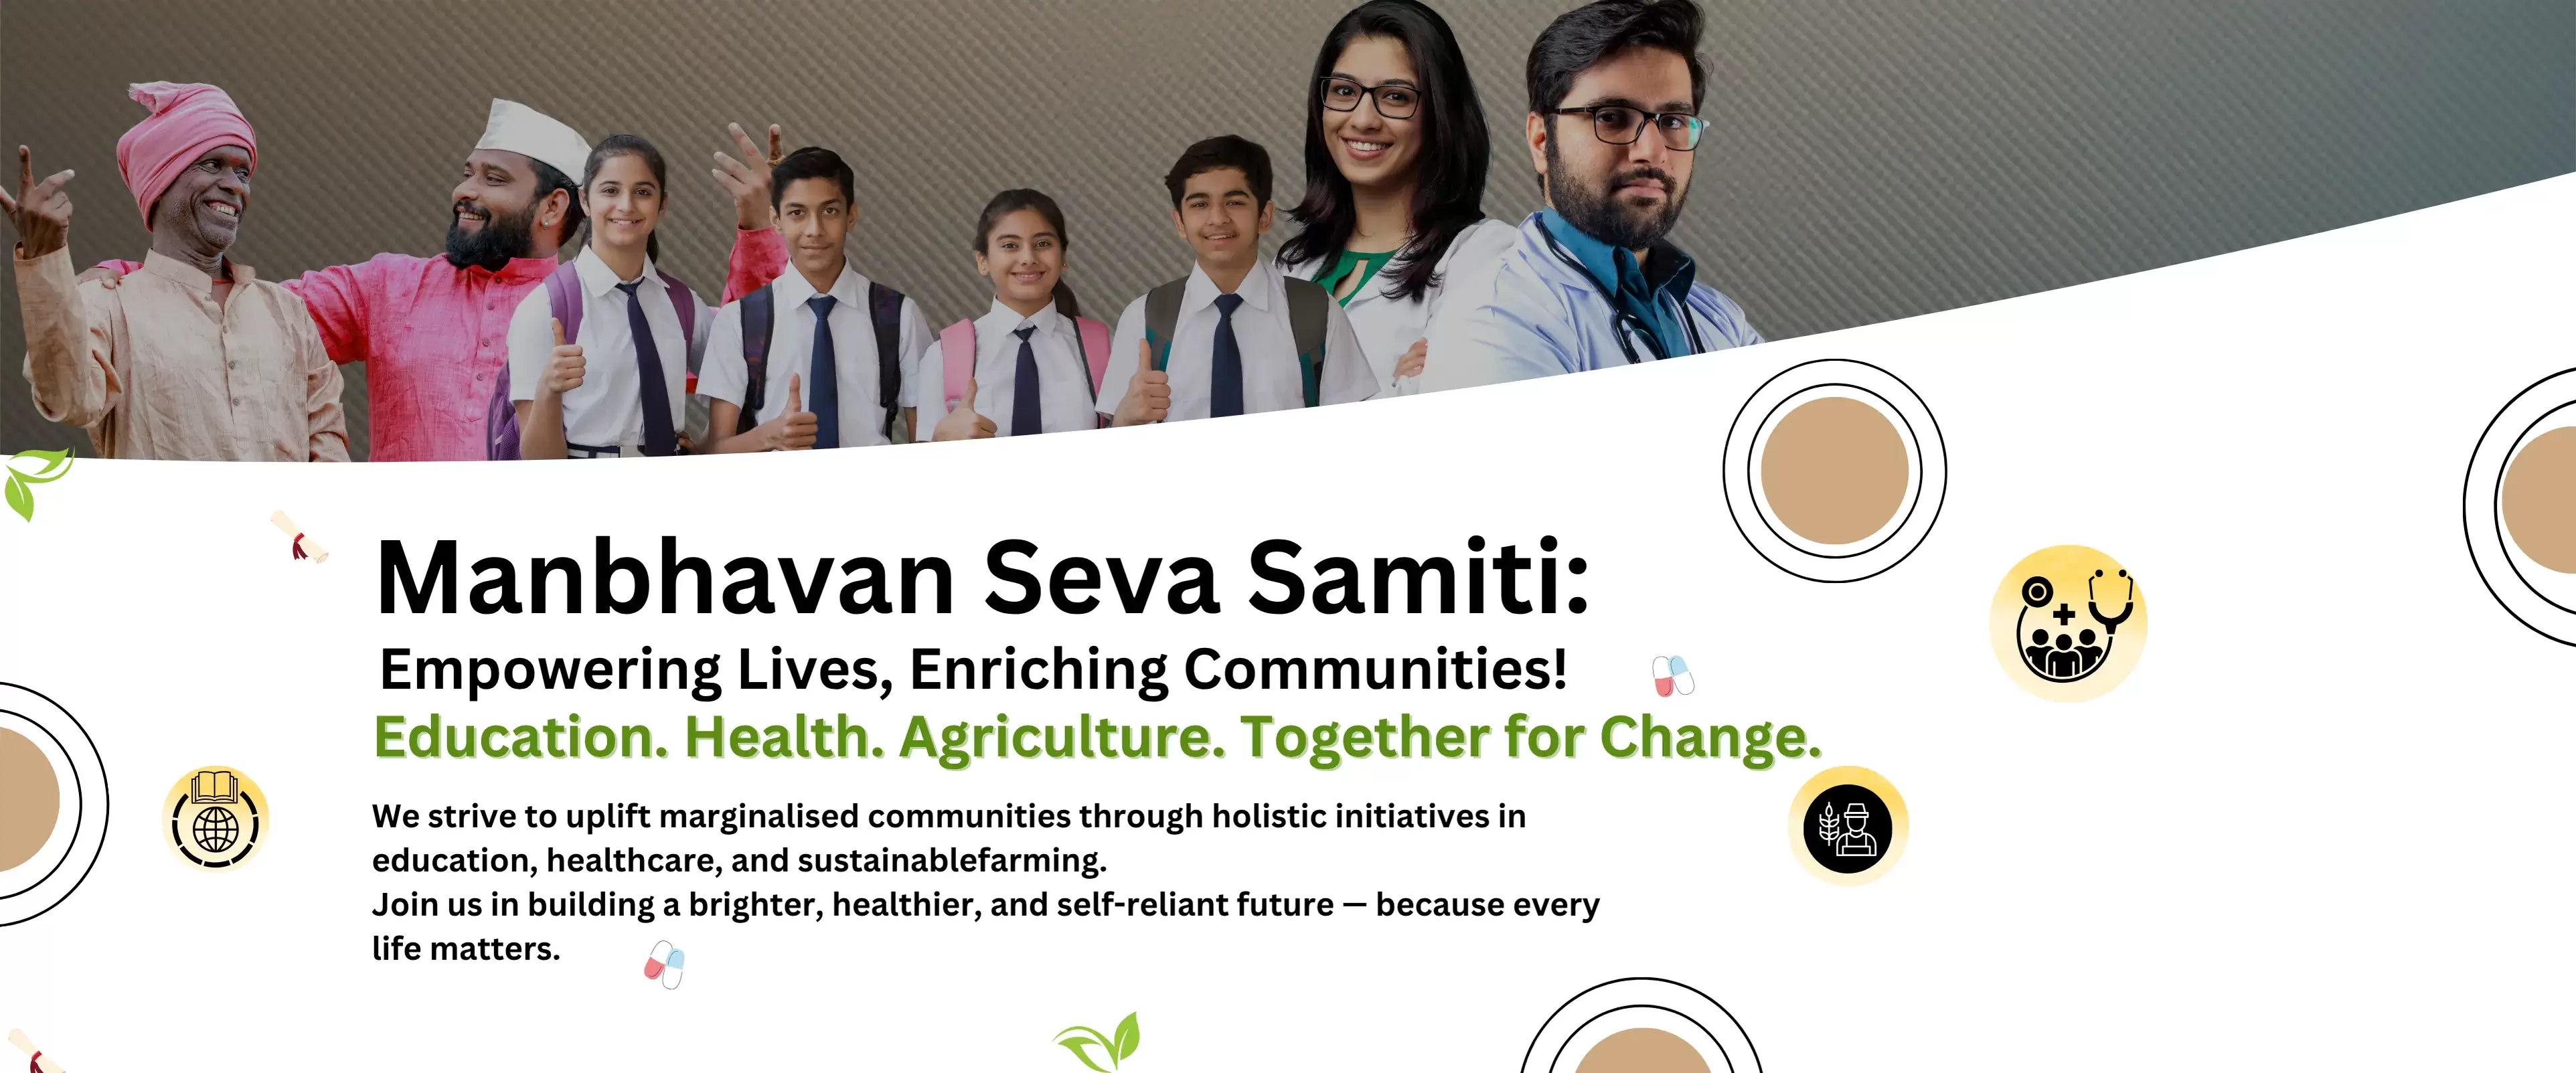 Manbhavan Seva Samiti:
Empowering Lives, Enriching Communities!
Education. Health. Agriculture. Together for Change.
We strive to uplift marginalised communities through holistic initiatives in
education, healthcare, and sustainablefarming.
Join us in building a brighter, healthier, and self-reliant future — because every
life matters.